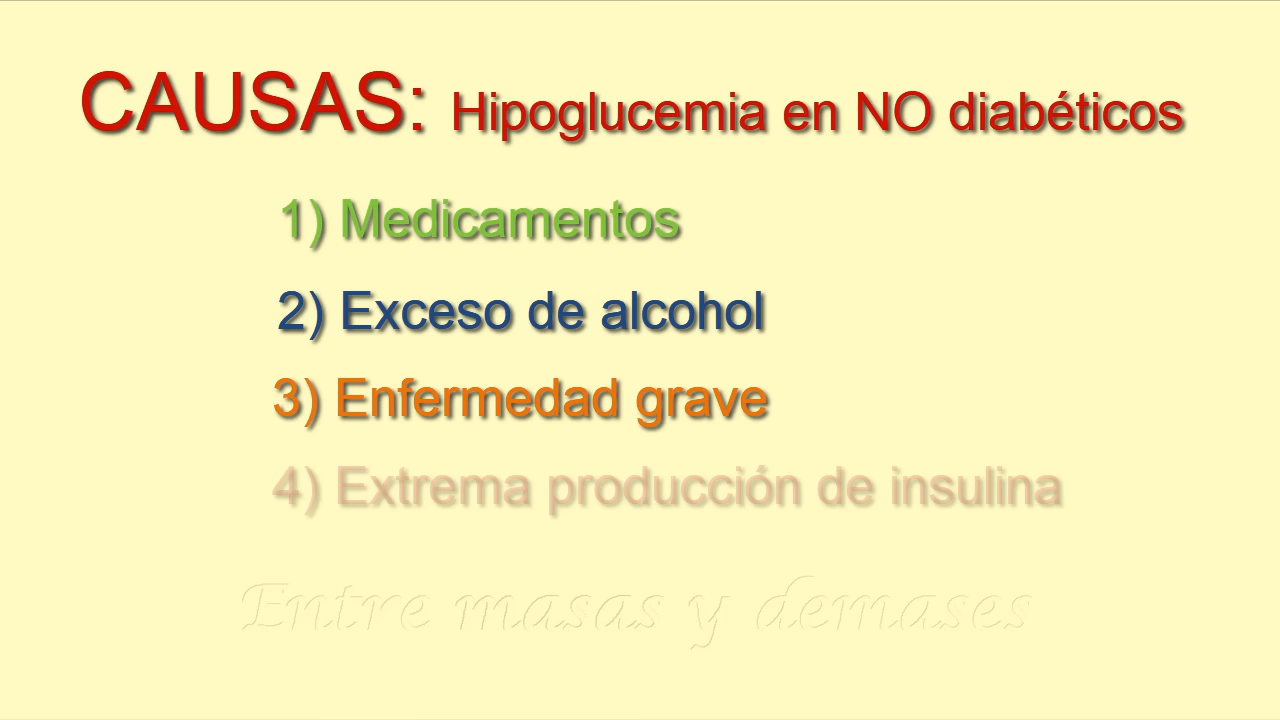 CAUSAS: Hipoglucemia en NO diabéticos
1) Medicamentos
2) Exceso de alcohol
3) Enfermedad grave
4) Extrema producción de insulina
Entre masas y demases